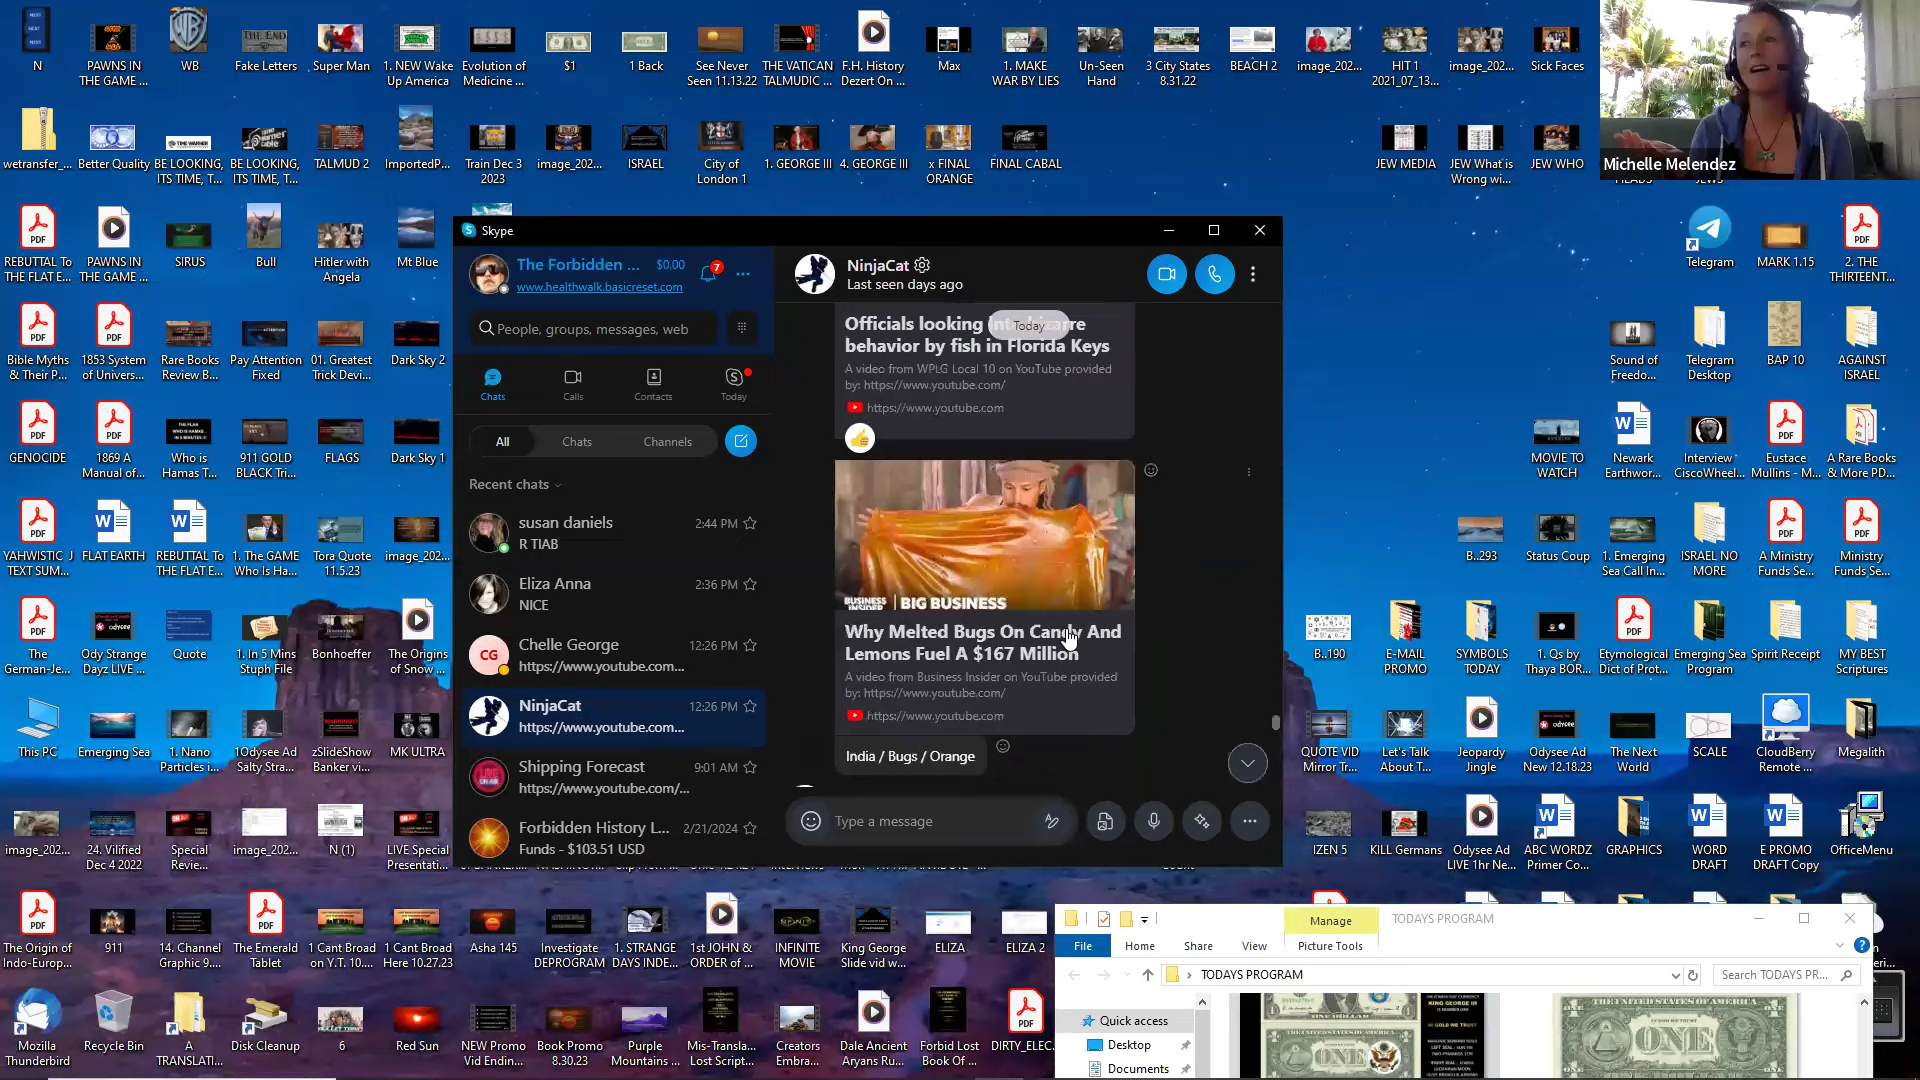 N
PAWNS IN
THE GAME ...
WB
Fake Letters
Super Man
1. NEW Wake
Up America
Evolution of
Medicine ...
$1
1 Back
See Never
Seen 11.13.22
THE VATICAN
TALMUDIC ...
F.H. History
Dezert On ...
Max
1. MAKE
WAR BY LIES
Un-Seen
Hand
3 City States
8.31.22
BEACH 2
image_202...
HIT 1
2021_07_13...
image_202...
Sick Faces
Michelle Melendez
wetransfer_...
Better Quality
BE LOOKING,
ITS TIME, T...
BE LOOKING,
ITS TIME, T...
TALMUD 2
ImportedP...
Train Dec 3
2023
image_202...
ISRAEL
City of
London 1
1. GEORGE III
4. GEORGE III
x FINAL
ORANGE
FINAL CABAL
JEW MEDIA
JEW What is
Wrong wi...
JEW WHO
REBUTTAL To
THE FLAT E...
PAWNS IN
THE GAME ...
SIRUS
Bull
Hitler with
Angela
Mt Blue
Telegram
MARK 1.15
2. THE
THIRTEENT...
Bible Myths
& Their P...
1853 System
of Univers...
Rare Books
Review B...
Pay Attention
Fixed
01. Greatest
Trick Devi...
Dark Sky 2
Sound of
Freedo...
Telegram
Desktop
BAP 10
AGAINST
ISRAEL
GENOCIDE
1869 A
Manual of...
Who is
Hamas T...
911 GOLD
BLACK Tri...
FLAGS
Dark Sky 1
MOVIE TO
WATCH
Newark
Earthwor...
Interview
CiscoWheel...
Eustace
Mullins - M...
A Rare Books
& More PD...
YAHWISTIC_J
TEXT SUM...
FLAT EARTH
REBUTTAL To
THE FLAT E...
1. The GAME
Who Is Ha...
Tora Quote
11.5.23
image_202...
B..293
Status Coup
1. Emerging
Sea Call In...
ISRAEL NO
MORE
A Ministry
Funds Se...
Ministry
Funds_Se...
The
German-Je...
Ody Strange
Dayz LIVE ...
Quote
1. In 5 Mins
Stuph File
Bonhoeffer
The Origins
of Snow ...
B..190
E-MAIL
PROMO
SYMBOLS
TODAY
1. Qs by
Thaya BOR...
Etymological
Dict of Prot...
Emerging Sea
Program
Spirit Receipt
MY BEST
Scriptures
This PC
Emerging Sea
1. Nano
Particles i...
1Odysee Ad
Salty Stra...
zSlideShow
Banker vi...
MK ULTRA
QUOTE VID
Mirror Tr...
Let's Talk
About T...
Jeopardy
Jingle
Odysee Ad
New 12.18.23
The Next
World
SCALE
CloudBerry
Remote ...
Megalith
image_202...
24. Vilified
Dec 4 2022
Special
Revie...
image_202...
N (1)
LIVE Special
Presentati...
IZEN 5
KILL Germans
Odysee Ad
LIVE 1hr Ne...
ABC WORDZ
Primer Co...
GRAPHICS
WORD
DRAFT
E PROMO
DRAFT Copy
OfficeMenu
Skype
The Forbidden ...
$0.00
7
www.healthwalk.basicreset.com
People, groups, messages, web
Chats
Calls
Contacts
Today
All
Chats
Channels
Recent chats
susan daniels
2:44 PM
R TIAB
Eliza Anna
2:36 PM
NICE
CG
Chelle George
12:26 PM
https://www.youtube.com...
NinjaCat
12:26 PM
https://www.youtube.com...
Shipping Forecast
9:01 AM
https://www.youtube.com/...
Forbidden History L...
2/21/2024
Funds - $103.51 USD
NinjaCat
Last seen days ago
Today
Officials looking into bizarre
behavior by fish in Florida Keys
A video from WPLG Local 10 on YouTube provided
by: https://www.youtube.com/
https://www.youtube.com
BUSINESS
INSIDER
BIG BUSINESS
Why Melted Bugs On Candy And
Lemons Fuel A $167 Million
A video from Business Insider on YouTube provided
by: https://www.youtube.com/
https://www.youtube.com
India / Bugs / Orange
Type a message
The Origin of
Indo-Europ...
911
14. Channel
Graphic 9....
The Emerald
Tablet
1 Cant Broad
on Y.T. 10....
1 Cant Broad
Here 10.27.23
Asha 145
Investigate
DEPROGRAM
1. STRANGE
DAYS INDE...
1st JOHN &
ORDER of ...
INFINITE
MOVIE
King George
Slide vid w...
ELIZA
ELIZA 2
Mozilla
Thunderbird
Recycle Bin
A
TRANSLATI...
Disk Cleanup
6
Red Sun
NEW Promo
Vid Endin...
Book Promo
8.30.23
Purple
Mountains ...
Mis-Transla...
Lost Script...
Creators
Embra...
Dale Ancient
Aryans Ru...
Forbid Lost
Book Of ...
DIRTY_ELEC...
Manage
TODAYS PROGRAM
File
Home
Share
View
Picture Tools
TODAYS PROGRAM
Search TODAYS PR...
Quick access
Desktop
Documents
KING GEORGE III
IN GOLD WE TRUST
ONE
THE UNITED STATES OF AMERICA
ONE